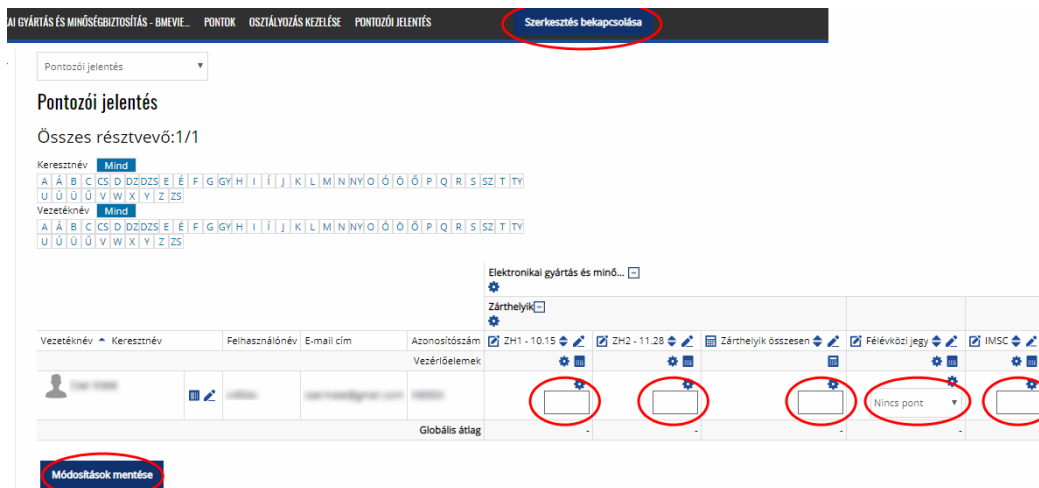 AI GYÁRTÁS ÉS MINŐSÉGBIZTOSÍTÁS - BMEVIE... PONTOK OSZTÁLYOZÁS KEZELÉSE PONTOZÓI JELENTÉS Szerkesztés bekapcsolása
Pontozói jelentés
Pontozói jelentés
Összes résztvevő:1/1
Keresztnév Mind
A Á B C CS D DZ DZS E É F G GY H I Í J K L M N NY O Ó Ö Ő P Q R S SZ T TY
U Ú Ü Ű V W X Y Z ZS
Vezetéknév Mind
A Á B C CS D DZ DZS E É F G GY H I Í J K L M N NY O Ó Ö Ő P Q R S SZ T TY
U Ú Ü Ű V W X Y Z ZS
Elektronikai gyártás és minő...
Zárthelyik
Vezetéknév Keresztnév Felhasználónév E-mail cím Azonosítószám ZH1 - 10.15 ZH2 - 11.28 Zárthelyik összesen Félévközi jegy IMSC
Vezérlőelemek
Nincs pont
Globális átlag - - - - -
Módosítások mentése